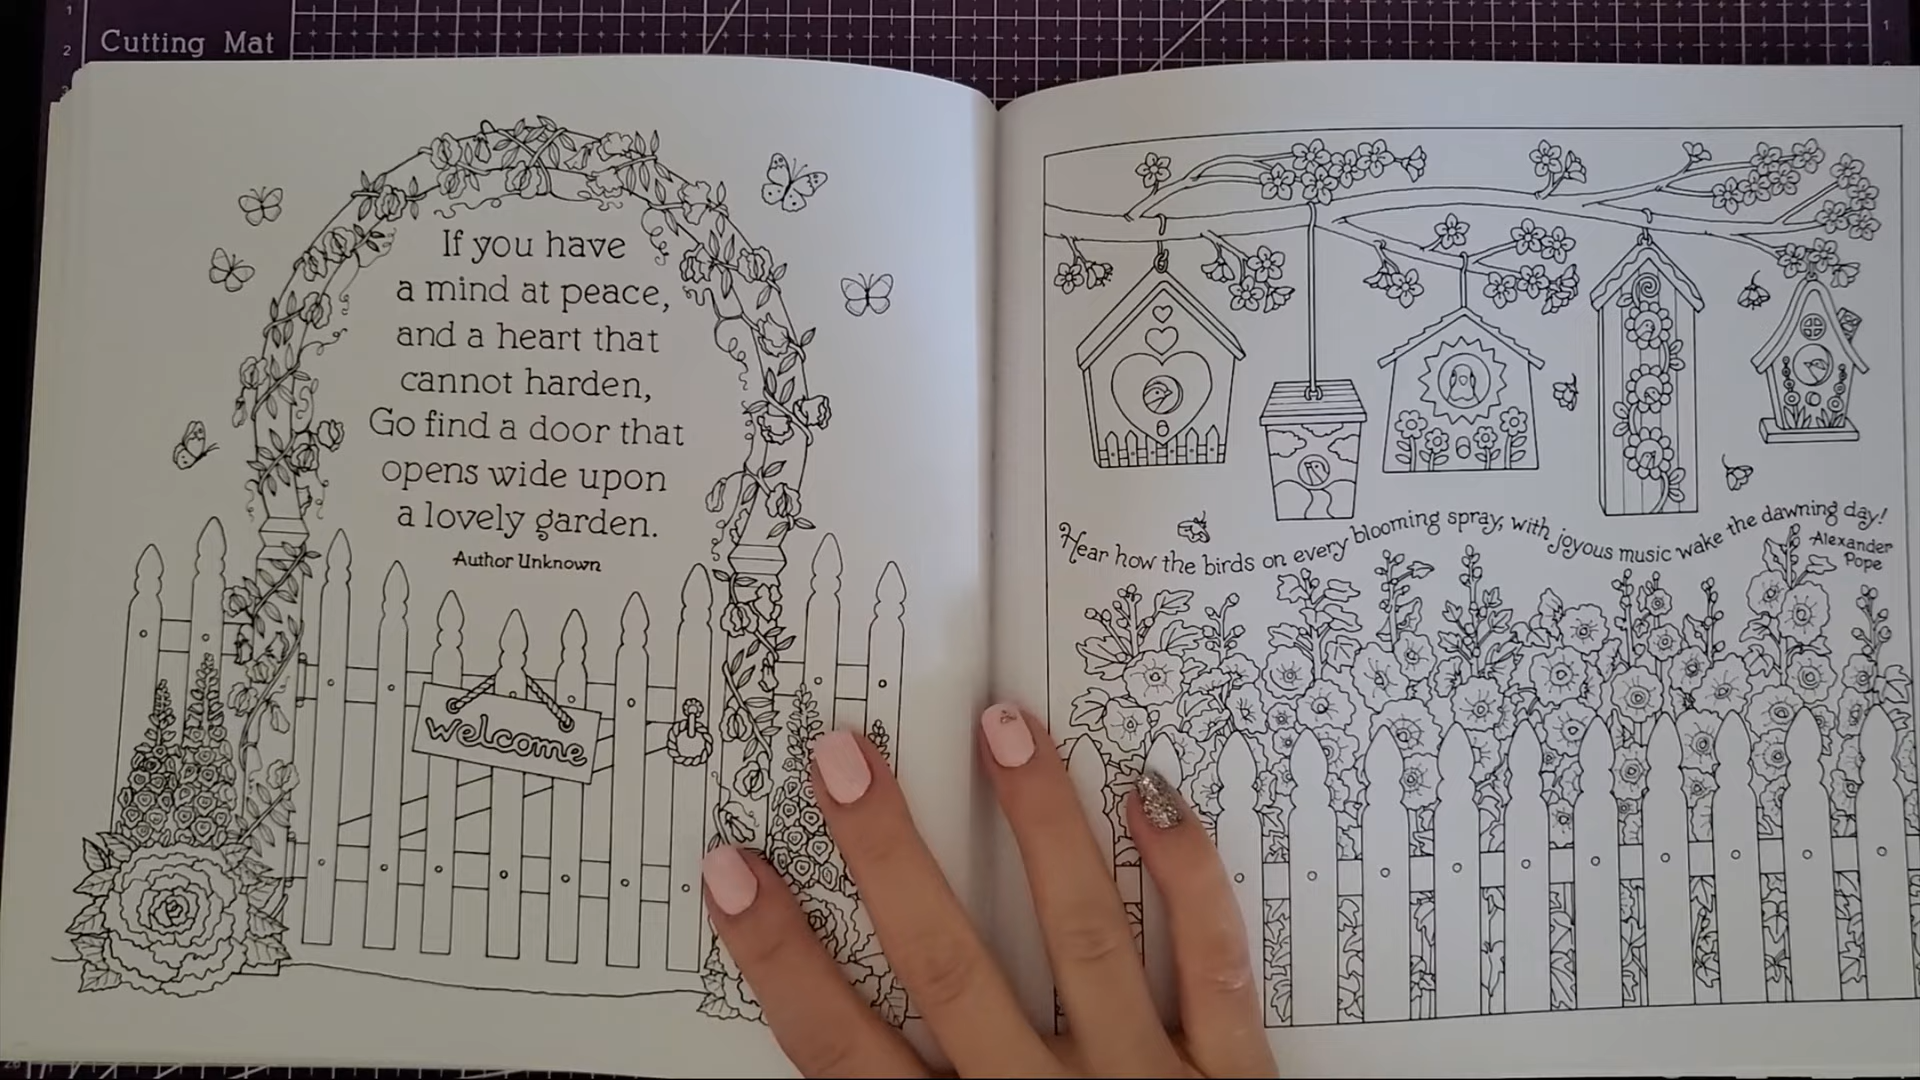 Cutting Mat
If you have
a mind at peace,
and a heart that
cannot harden,
Go find a door that
opens wide upon
a lovely garden.
Author Unknown
welcome
Hear how the birds on every blooming spray, with joyous music wake the dawning day!
Alexander
Pope